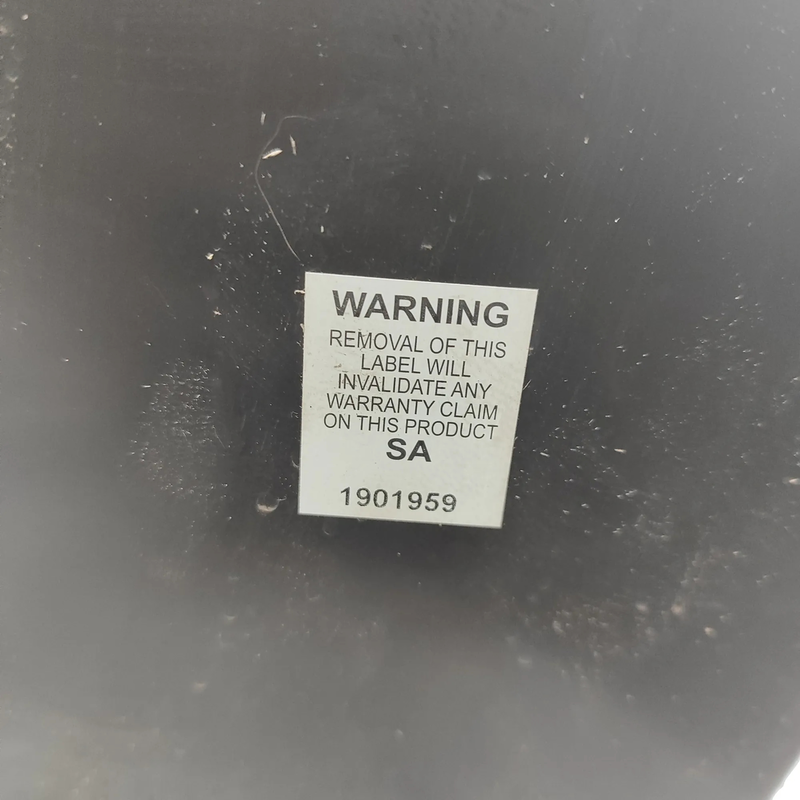 WARNING
REMOVAL OF THIS
LABEL WILL
INVALIDATE ANY
WARRANTY CLAIM
ON THIS PRODUCT
SA
1901959